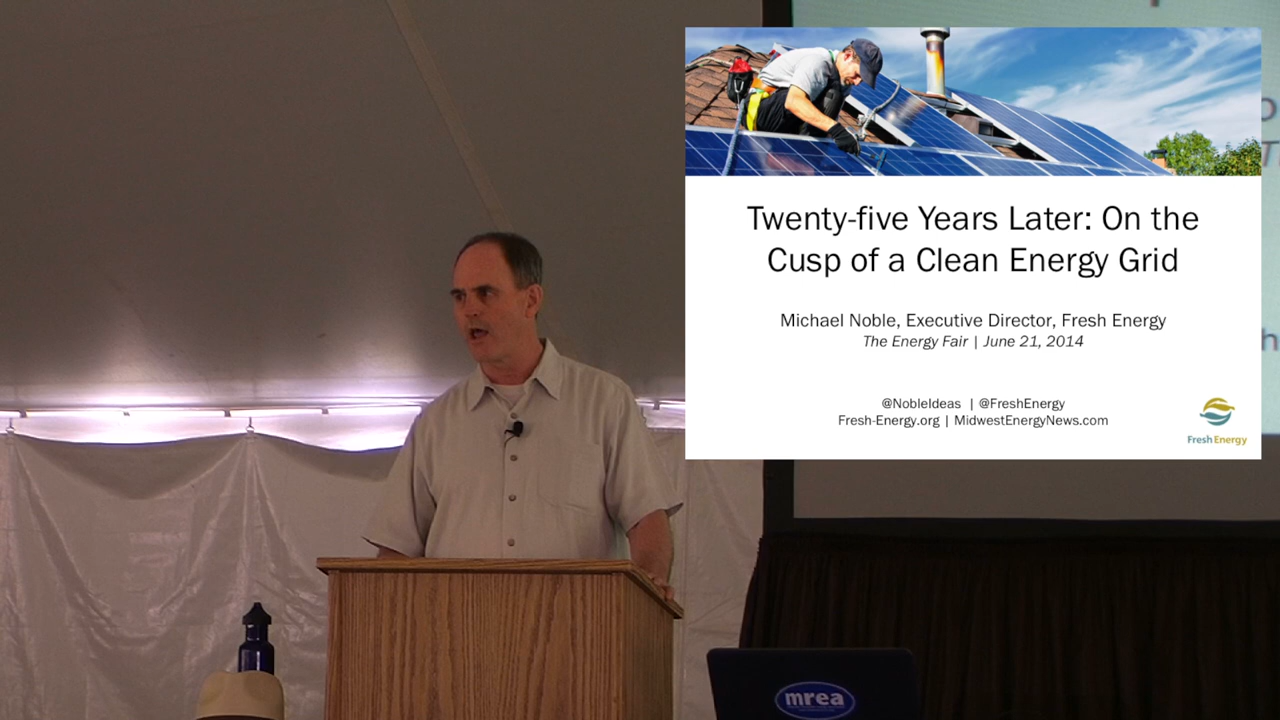 Twenty-five Years Later: On the
Cusp of a Clean Energy Grid
Michael Noble, Executive Director, Fresh Energy
The Energy Fair | June 21, 2014
@NobleIdeas | @FreshEnergy
Fresh-Energy.org | MidwestEnergyNews.com
Fresh Energy
mrea